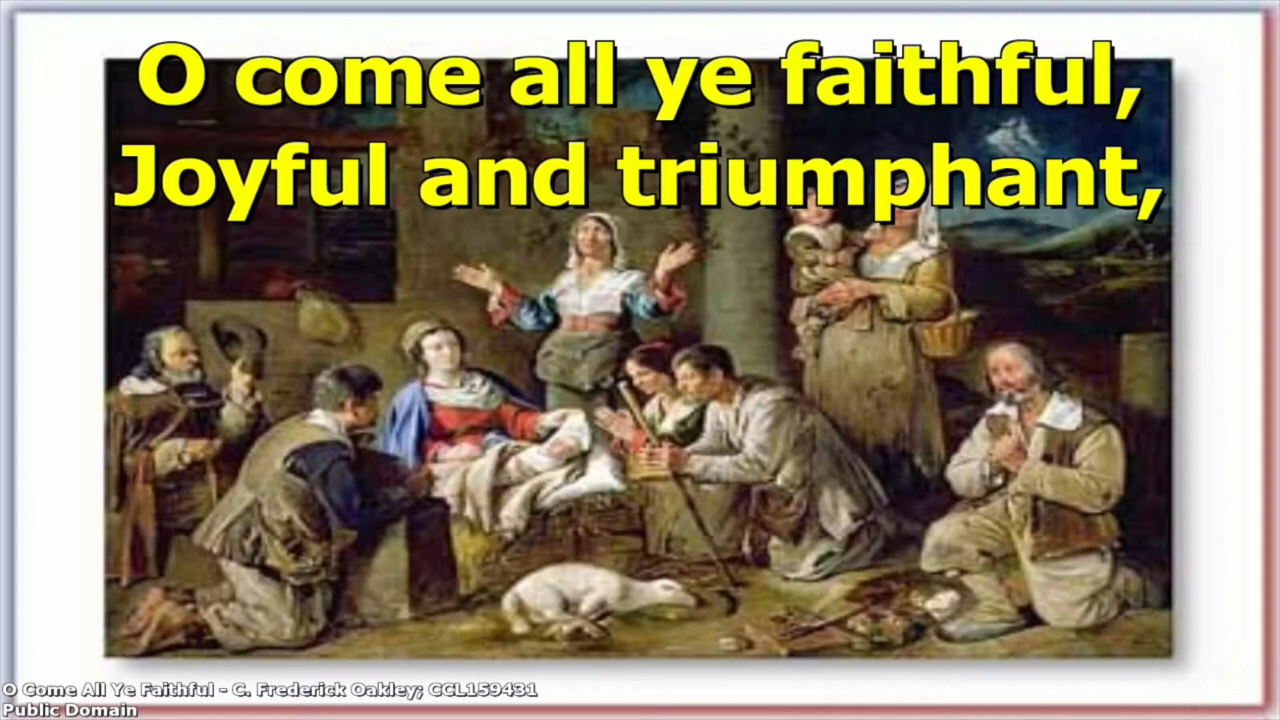 O come all ye faithful,
Joyful and triumphant,
O Come All Ye Faithful - C. Frederick Oakley; CCL159431
Public Domain